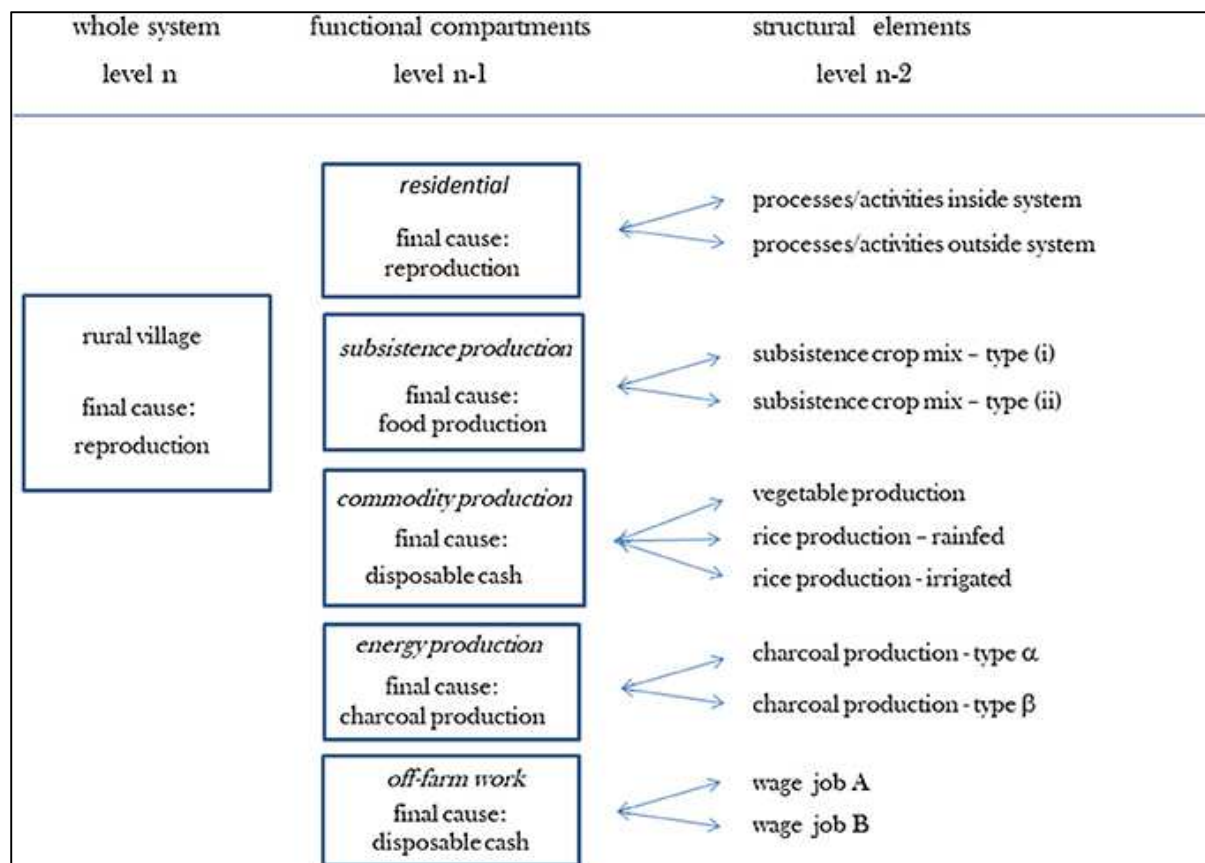 whole system
level n
functional compartments
level n-1
structural elements
level n-2
rural village
final cause:
reproduction
residential
final cause:
reproduction
processes/activities inside system
processes/activities outside system
subsistence production
final cause:
food production
subsistence crop mix – type (i)
subsistence crop mix – type (ii)
commodity production
final cause:
disposable cash
vegetable production
rice production – rainfed
rice production - irrigated
energy production
final cause:
charcoal production
charcoal production - type α
charcoal production - type β
off-farm work
final cause:
disposable cash
wage job A
wage job B